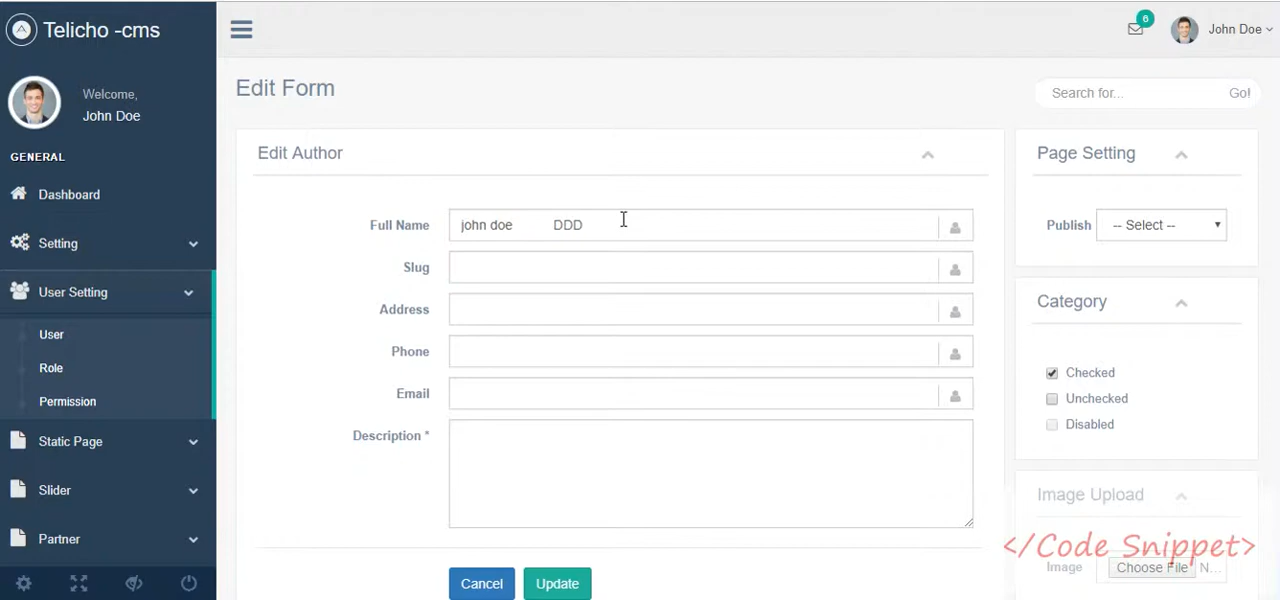 Telicho -cms
6
John Doe
Welcome,
John Doe
GENERAL
Dashboard
Setting
User Setting
User
Role
Permission
Static Page
Slider
Partner
Edit Form
Search for...
Go!
Edit Author
Full Name
john doe DDD
Slug
Address
Phone
Email
Description *
Cancel
Update
Page Setting
Publish
-- Select --
Category
Checked
Unchecked
Disabled
Image Upload
</Code Snippet>
Image
Choose File
N...